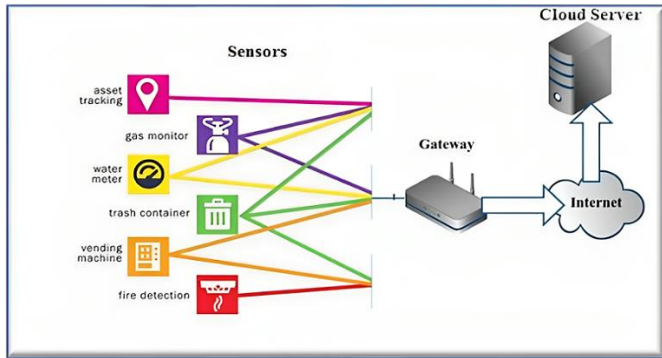 Cloud Server
Sensors
asset
tracking
gas monitor
Gateway
water
meter
trash container
Internet
vending
machine
fire detection